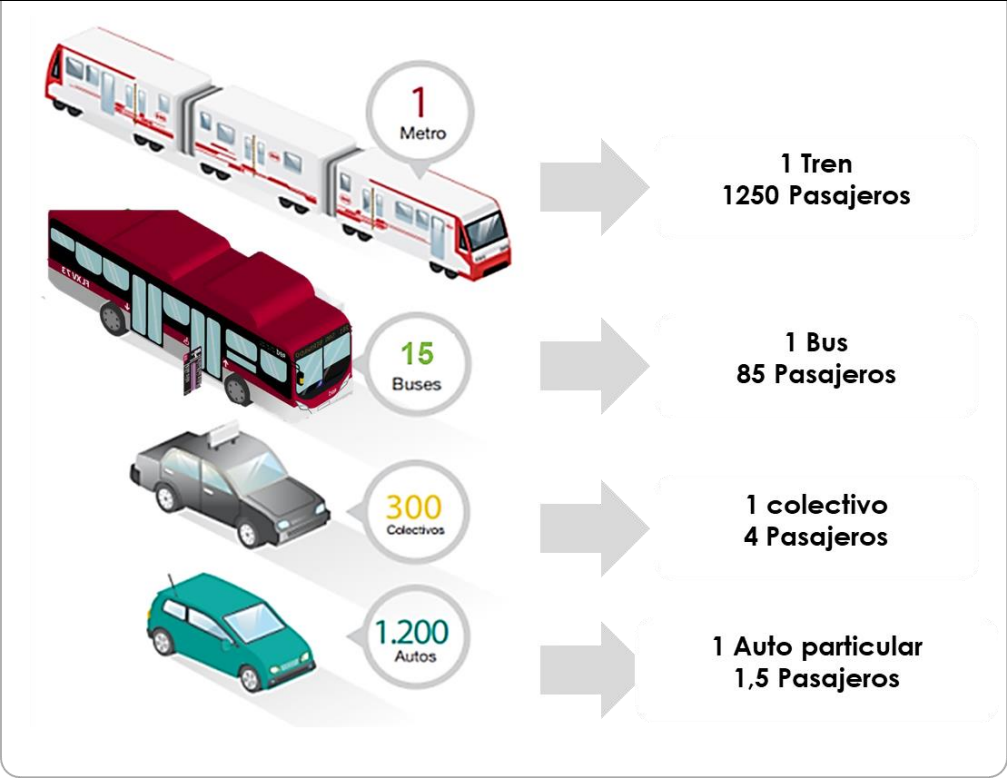 1
Metro
1 Tren
1250 Pasajeros
15
Buses
1 Bus
85 Pasajeros
300
Colectivos
1 colectivo
4 Pasajeros
1.200
Autos
1 Auto particular
1,5 Pasajeros